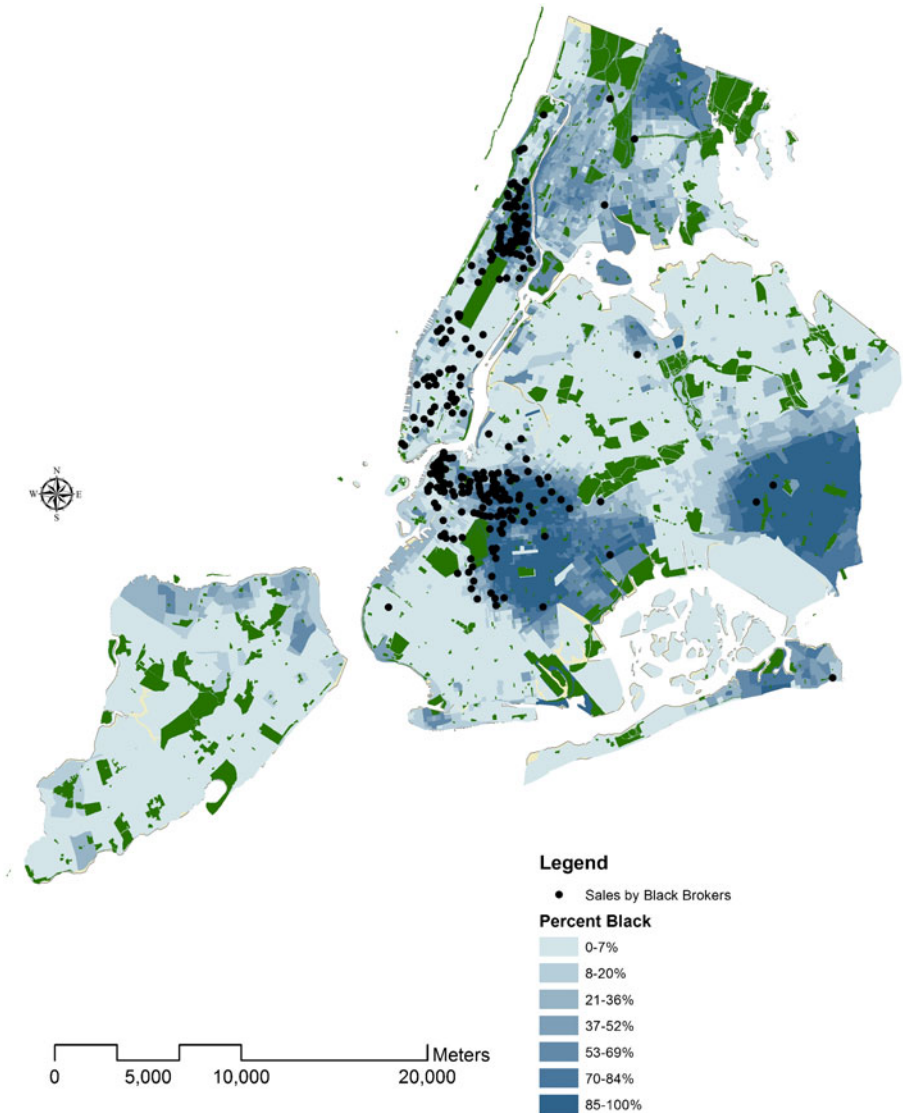 N
W E
S
Legend
Sales by Black Brokers
Percent Black
0-7%
8-20%
21-36%
37-52%
53-69%
70-84%
85-100%
Meters
0 5,000 10,000 20,000